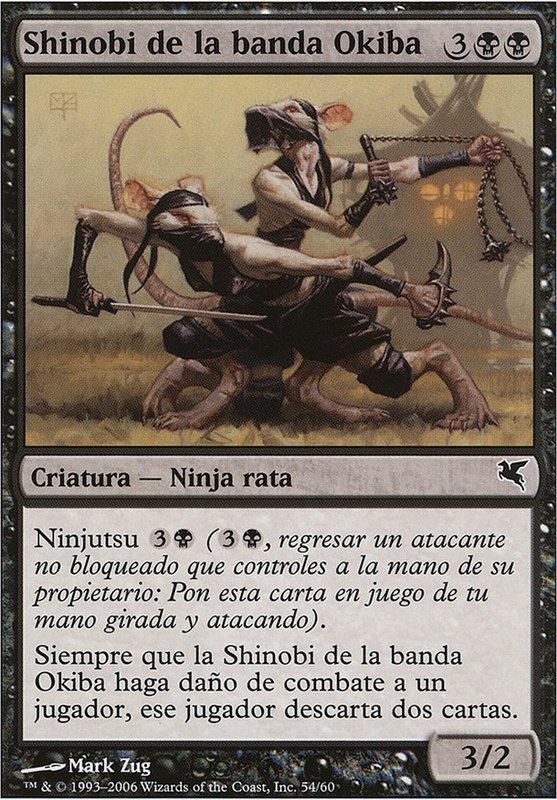 Shinobi de la banda Okiba 3
Criatura — Ninja rata
Ninjutsu 3 (3, regresar un atacante
no bloqueado que controles a la mano de su
propietario: Pon esta carta en juego de tu
mano girada y atacando).
Siempre que la Shinobi de la banda
Okiba haga daño de combate a un
jugador, ese jugador descarta dos cartas.
3/2
Mark Zug
™ & © 1993–2006 Wizards of the Coast, Inc. 54/60